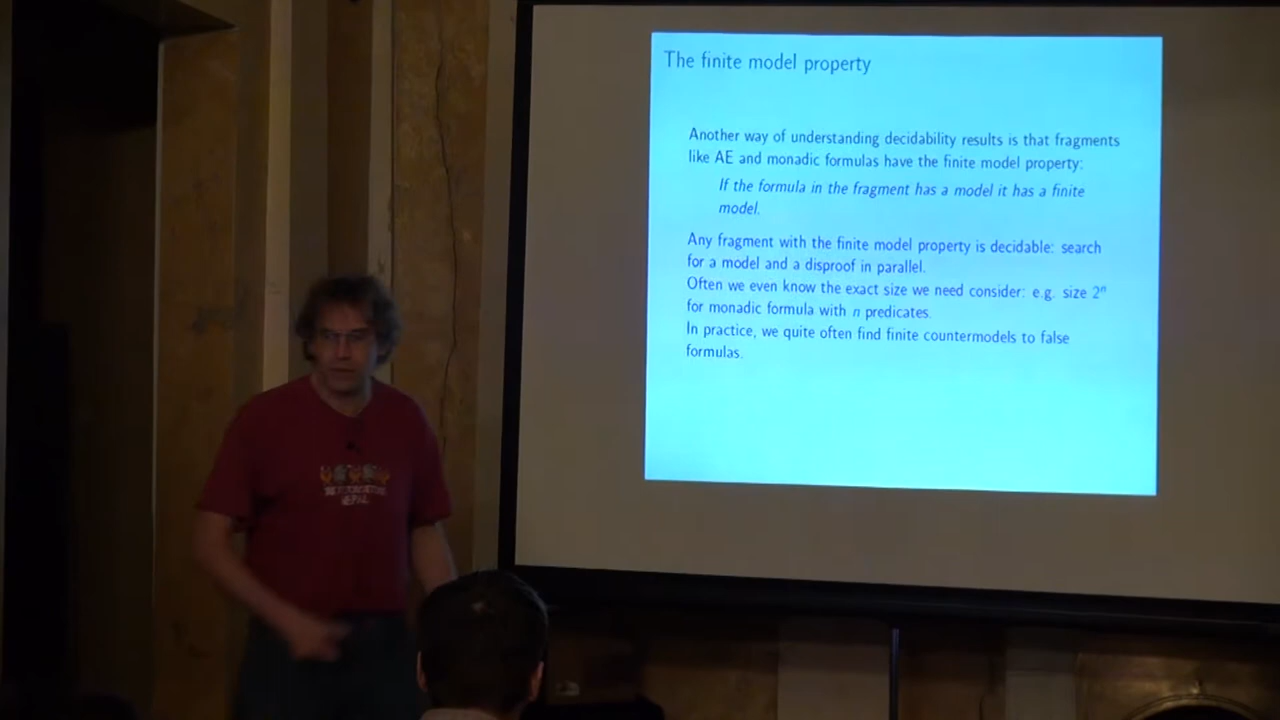 The finite model property
Another way of understanding decidability results is that fragments
like AE and monadic formulas have the finite model property:
If the formula in the fragment has a model it has a finite
model.
Any fragment with the finite model property is decidable: search
for a model and a disproof in parallel.
Often we even know the exact size we need consider: e.g. size 2ⁿ
for monadic formula with n predicates.
In practice, we quite often find finite countermodels to false
formulas.
NEPAL